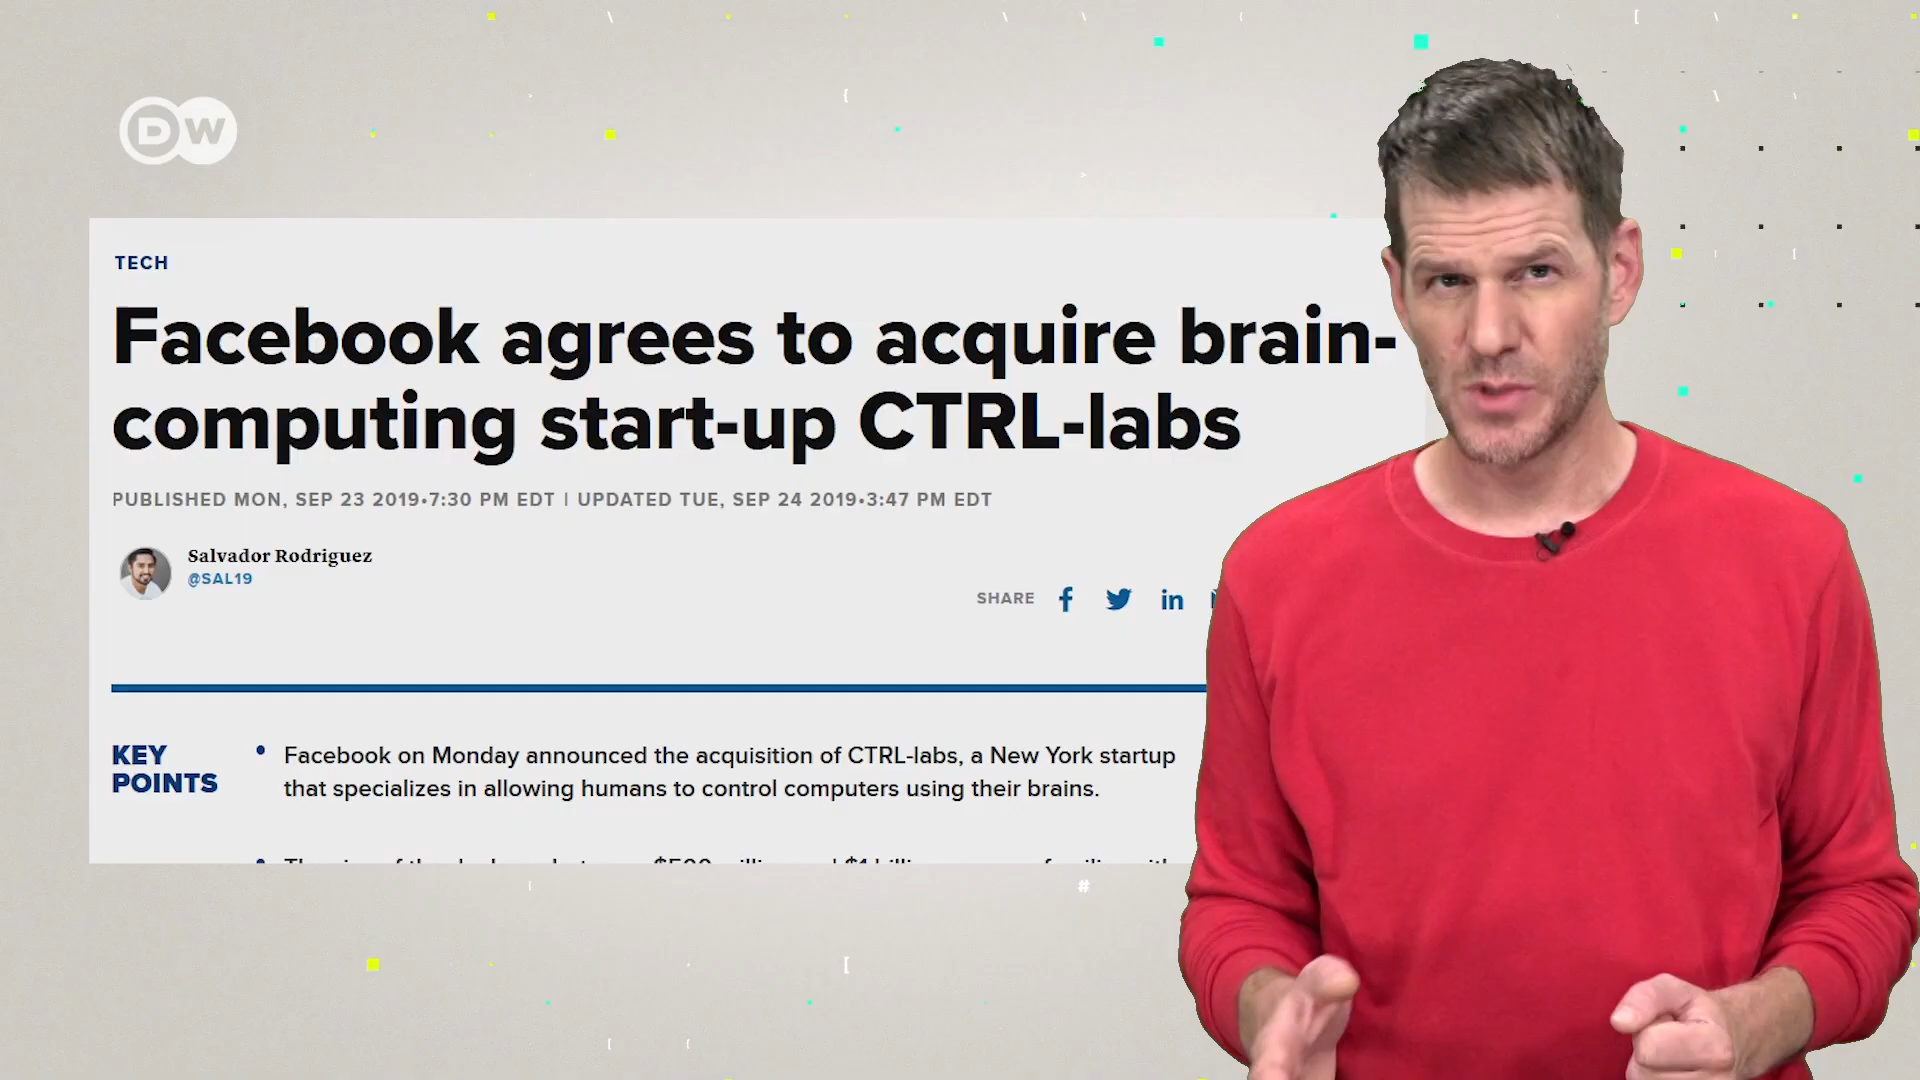 DW
TECH
Facebook agrees to acquire brain-
computing start-up CTRL-labs
PUBLISHED MON, SEP 23 2019•7:30 PM EDT | UPDATED TUE, SEP 24 2019•3:47 PM EDT
Salvador Rodriguez
@SAL19
SHARE
KEY
POINTS
• Facebook on Monday announced the acquisition of CTRL-labs, a New York startup
that specializes in allowing humans to control computers using their brains.